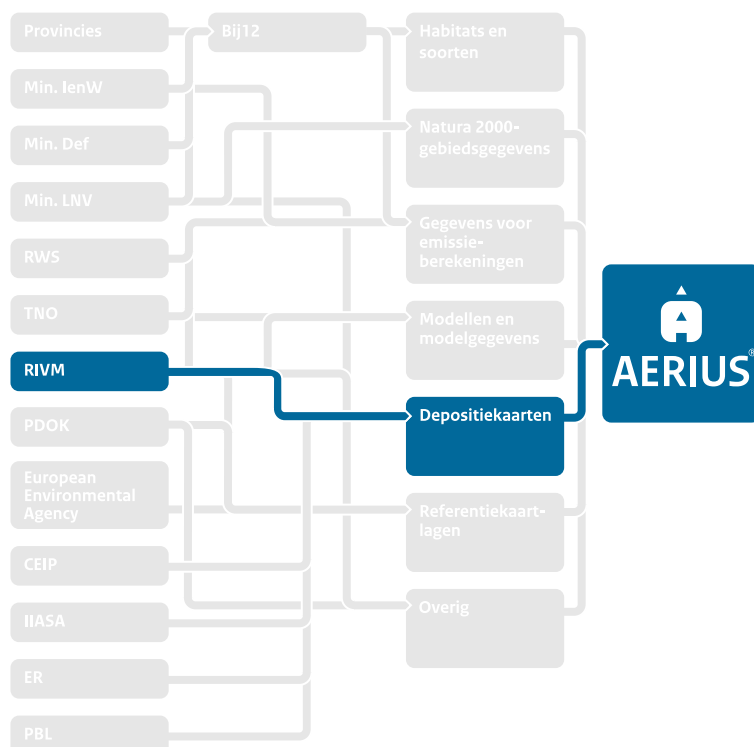 Provincies
Min. IenW
Min. Def
Min. LNV
RWS
TNO
RIVM
PDOK
European
Environmental
Agency
CEIP
IIASA
ER
PBL
Bij12
Habitats en
soorten
Natura 2000-
gebiedsgegevens
Gegevens voor
emissie-
berekeningen
Modellen en
modelgegevens
Depositiekaarten
Referentiekaart-
lagen
Overig
AERIUS®